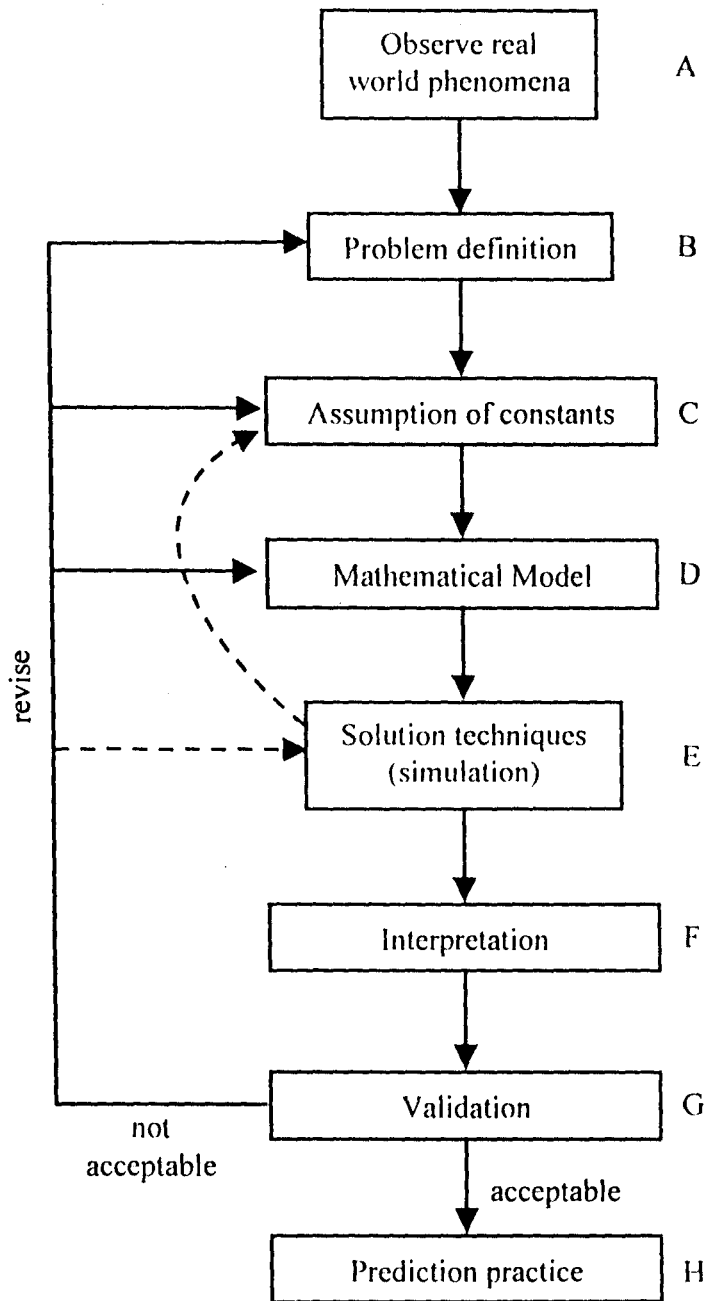 Observe real
world phenomena
A
Problem definition
B
Assumption of constants
C
Mathematical Model
D
revise
Solution techniques
(simulation)
E
Interpretation
F
Validation
G
not
acceptable
acceptable
Prediction practice
H